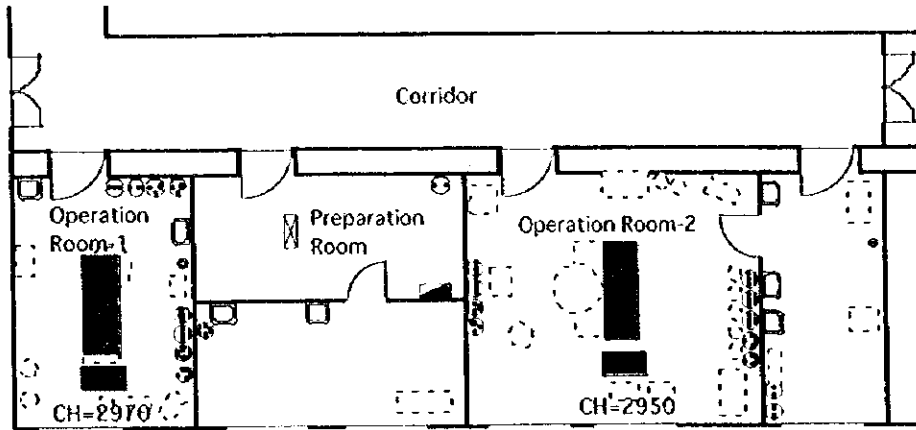 Corridor
Operation
Room-1
Preparation
Room
Operation Room-2
CH=2970
CH=2950